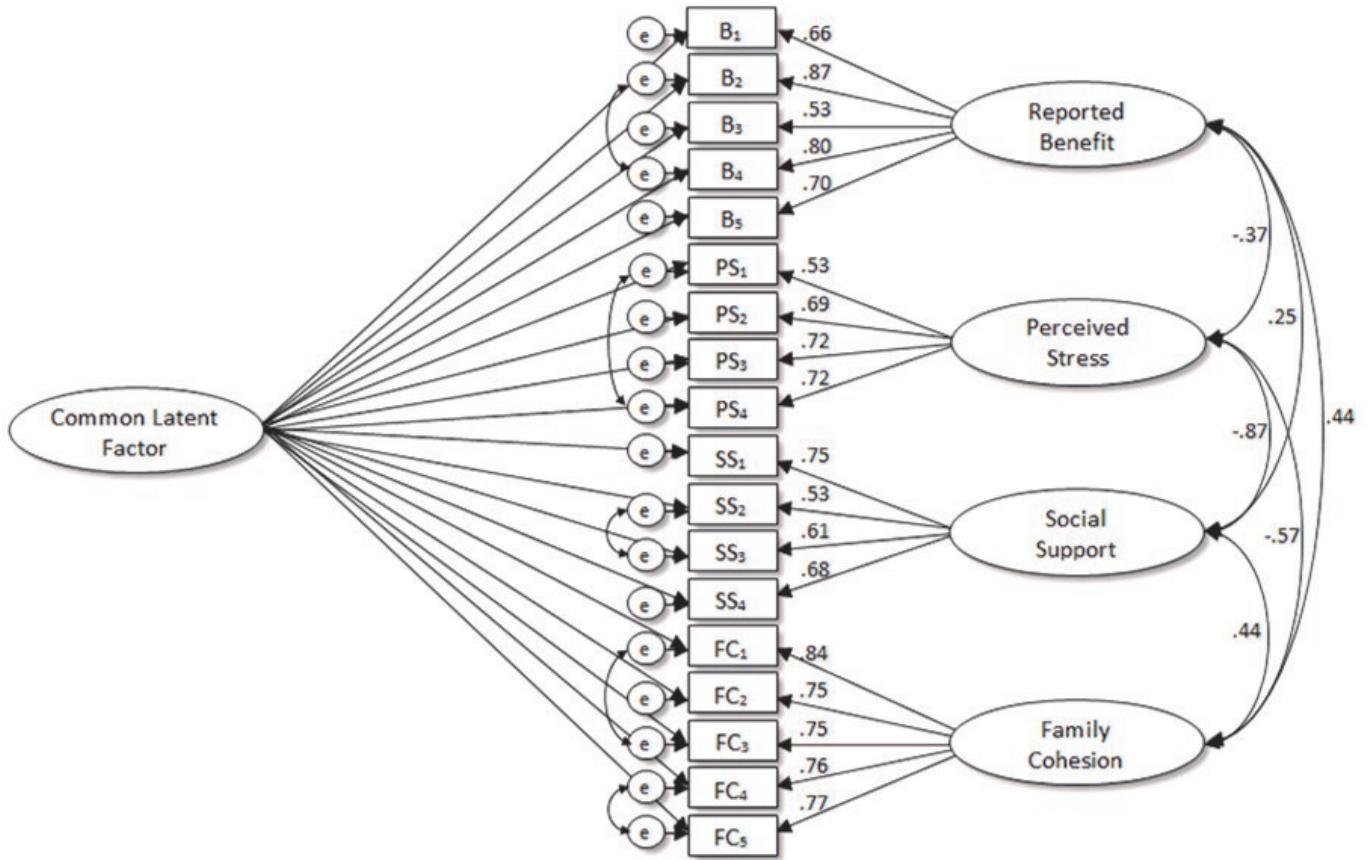 e
B₁
.66
e
B₂
.87
e
B₃
.53
e
B₄
.80
e
B₅
.70
Reported
Benefit
e
PS₁
.53
e
PS₂
.69
e
PS₃
.72
e
PS₄
.72
Perceived
Stress
Common Latent
Factor
e
SS₁
.75
e
SS₂
.53
e
SS₃
.61
e
SS₄
.68
Social
Support
e
FC₁
.84
e
FC₂
.75
e
FC₃
.75
e
FC₄
.76
e
FC₅
.77
Family
Cohesion
-.37
.25
.44
-.87
-.57
.44